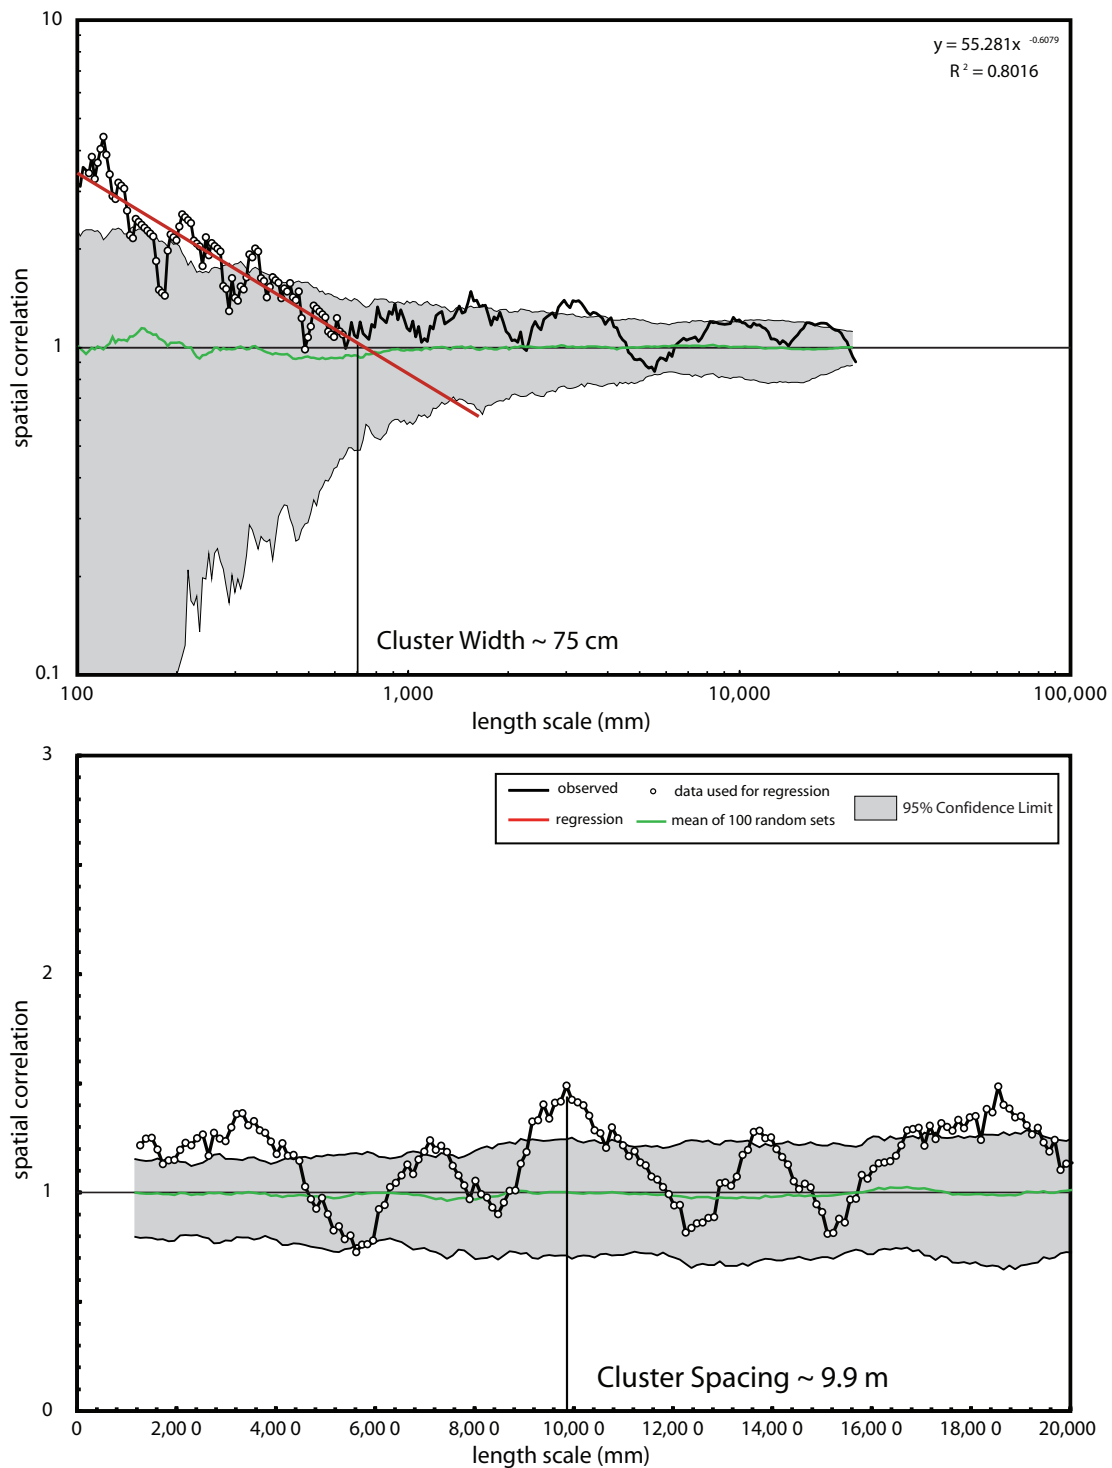 10
y = 55.281x -0.6079
R 2 = 0.8016
spatial correlation
1
Cluster Width ~ 75 cm
0.1
100
1,000
10,000
100,000
length scale (mm)
3
observed
data used for regression
95% Confidence Limit
regression
mean of 100 random sets
2
spatial correlation
1
Cluster Spacing ~ 9.9 m
0
0
2,00 0
4,00 0
6,00 0
8,00 0
10,00 0
12,00 0
14,00 0
16,00 0
18,00 0
20,000
length scale (mm)